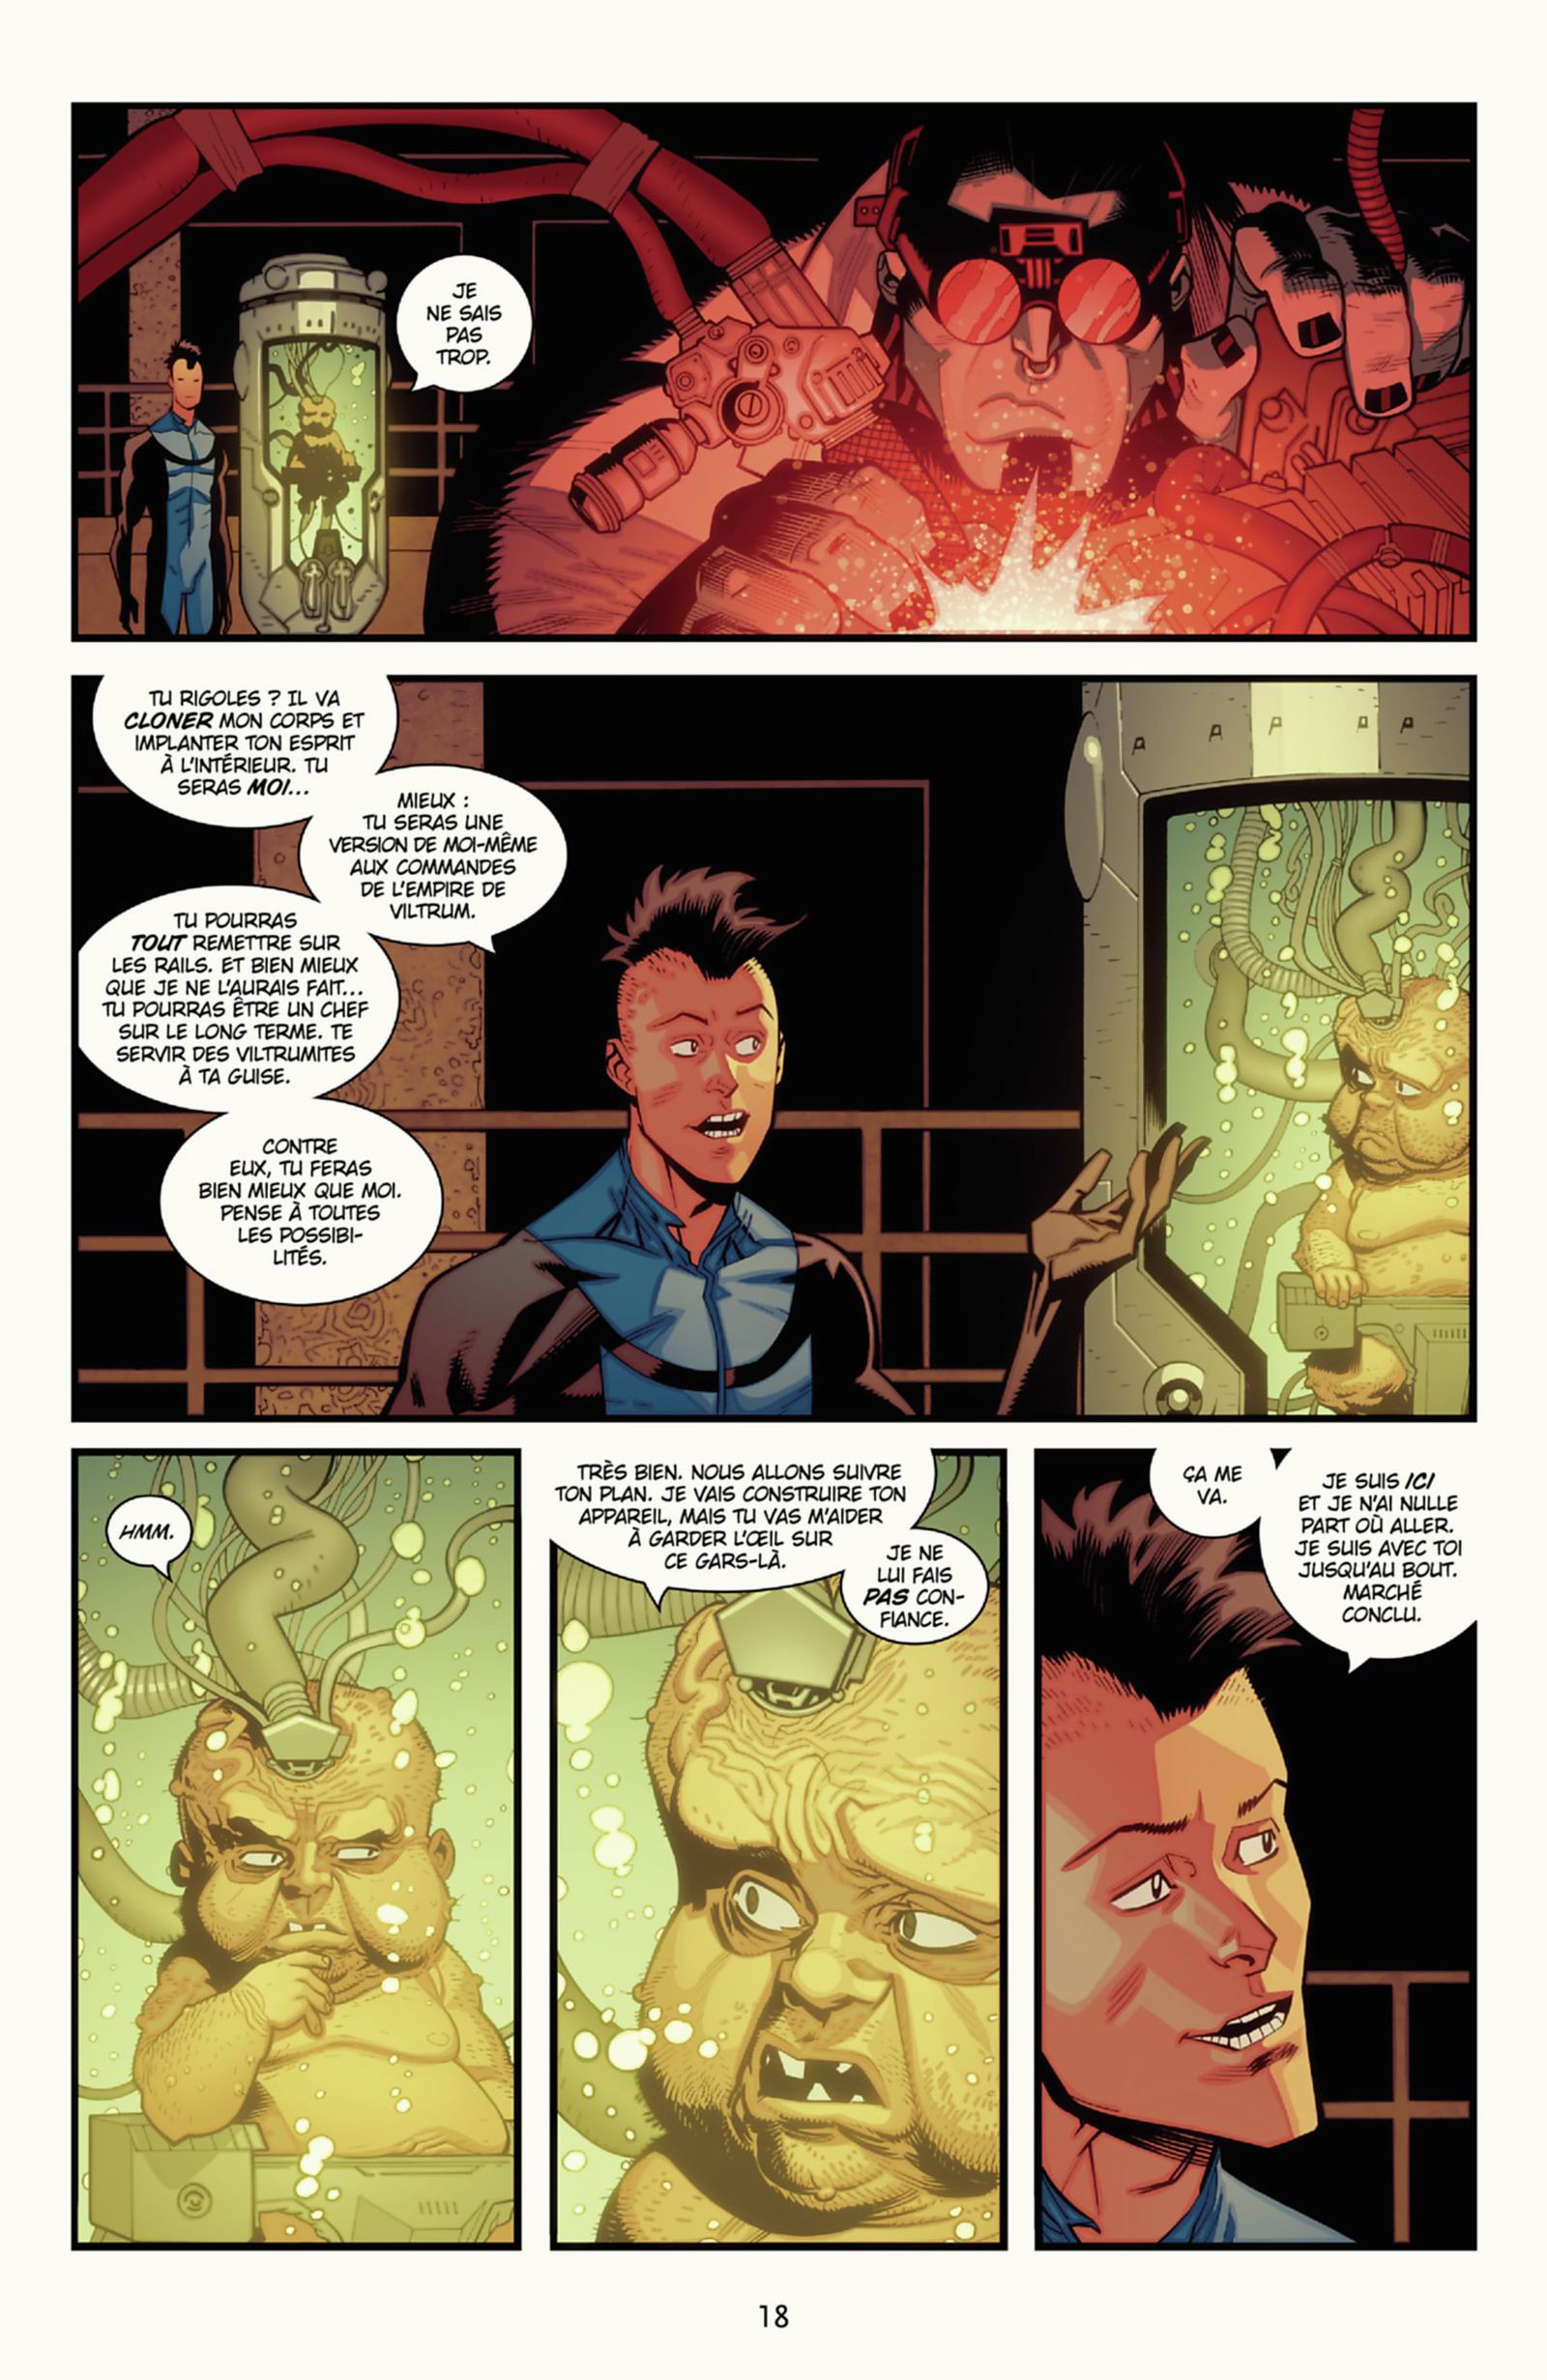 JE
NE SAIS
PAS
TROP.
TU RIGOLES ? IL VA
CLONER MON CORPS ET
IMPLANTER TON ESPRIT
À L'INTÉRIEUR. TU
SERAS MOI...
MIEUX :
TU SERAS UNE
VERSION DE MOI-MÊME
AUX COMMANDES
DE L'EMPIRE DE
VILTRUM.
TU POURRAS
TOUT REMETTRE SUR
LES RAILS. ET BIEN MIEUX
QUE JE NE L'AURAIS FAIT...
TU POURRAS ÊTRE UN CHEF
SUR LE LONG TERME. TE
SERVIR DES VILTRUMITES
À TA GUISE.
CONTRE
EUX, TU FERAS
BIEN MIEUX QUE MOI.
PENSE À TOUTES
LES POSSIBI-
LITÉS.
HMM.
TRÈS BIEN. NOUS ALLONS SUIVRE
TON PLAN. JE VAIS CONSTRUIRE TON
APPAREIL, MAIS TU VAS M'AIDER
À GARDER L'ŒIL SUR
CE GARS-LÀ.
JE NE
LUI FAIS
PAS CON-
FIANCE.
ÇA ME
VA.
JE SUIS ICI
ET JE N'AI NULLE
PART OÙ ALLER.
JE SUIS AVEC TOI
JUSQU'AU BOUT.
MARCHÉ
CONCLU.
18